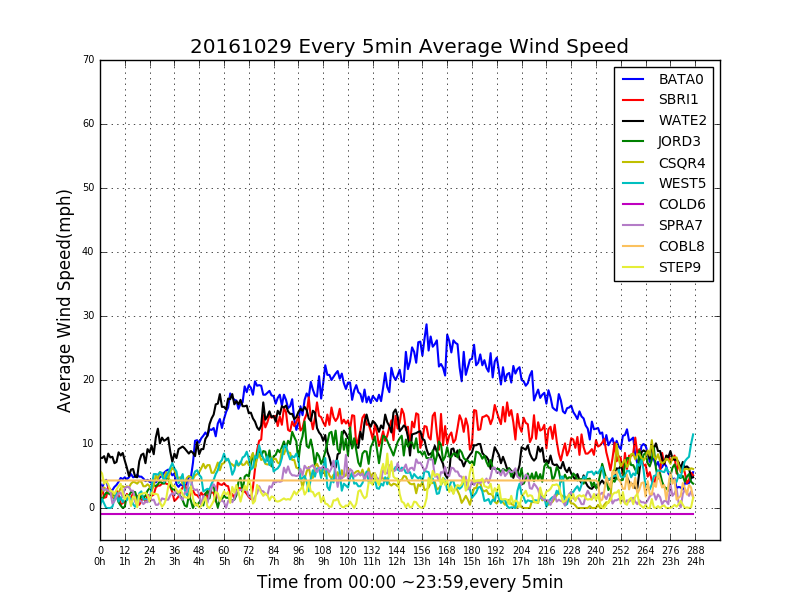 20161029 Every 5min Average Wind Speed
70
60
50
40
30
20
10
0
Average Wind Speed(mph)
BATA0
SBRI1
WATE2
JORD3
CSQR4
WEST5
COLD6
SPRA7
COBL8
STEP9
0 12 24 36 48 60 72 84 96 108 120 132 144 156 168 180 192 204 216 228 240 252 264 276 288
0h 1h 2h 3h 4h 5h 6h 7h 8h 9h 10h 11h 12h 13h 14h 15h 16h 17h 18h 19h 20h 21h 22h 23h 24h
Time from 00:00 ~23:59,every 5min